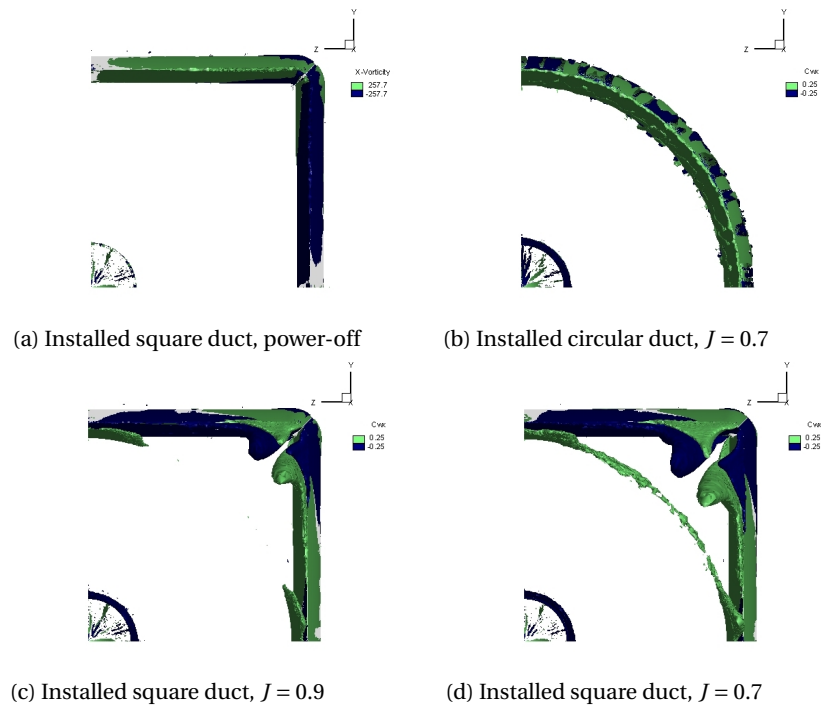 Y
Z X
X-Vorticity
257.7
-257.7
(a) Installed square duct, power-off
Y
Z X
Cwx
0.25
-0.25
(b) Installed circular duct, J = 0.7
Y
Z X
Cwx
0.25
-0.25
(c) Installed square duct, J = 0.9
Y
Z X
Cwx
0.25
-0.25
(d) Installed square duct, J = 0.7